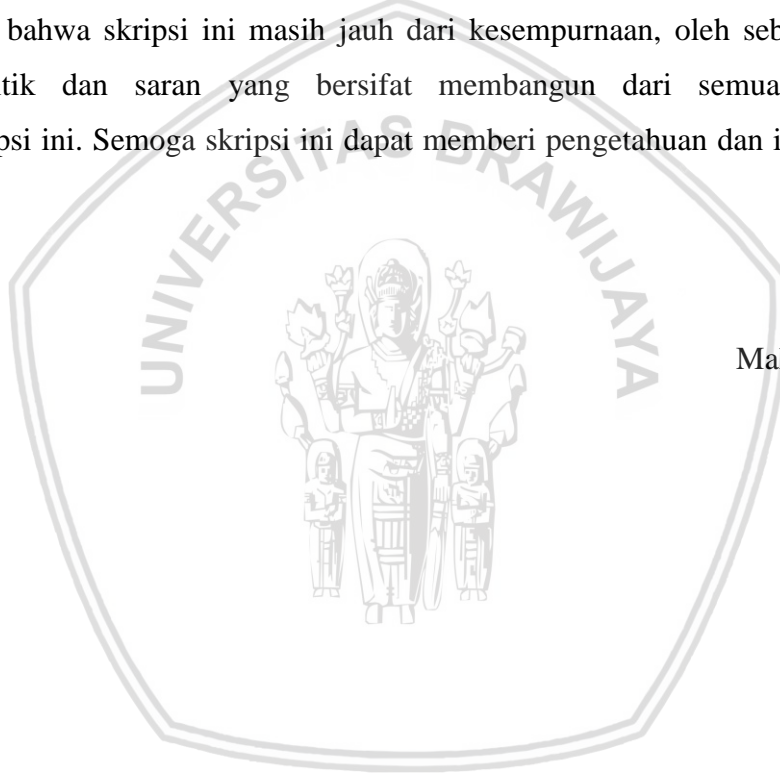 bahwa skripsi ini masih jauh dari kesempurnaan, oleh seb
tik dan saran yang bersifat membangun dari semua
psi ini. Semoga skripsi ini dapat memberi pengetahuan dan i
UNIVERSITAS BRAWIJAYA
Mal